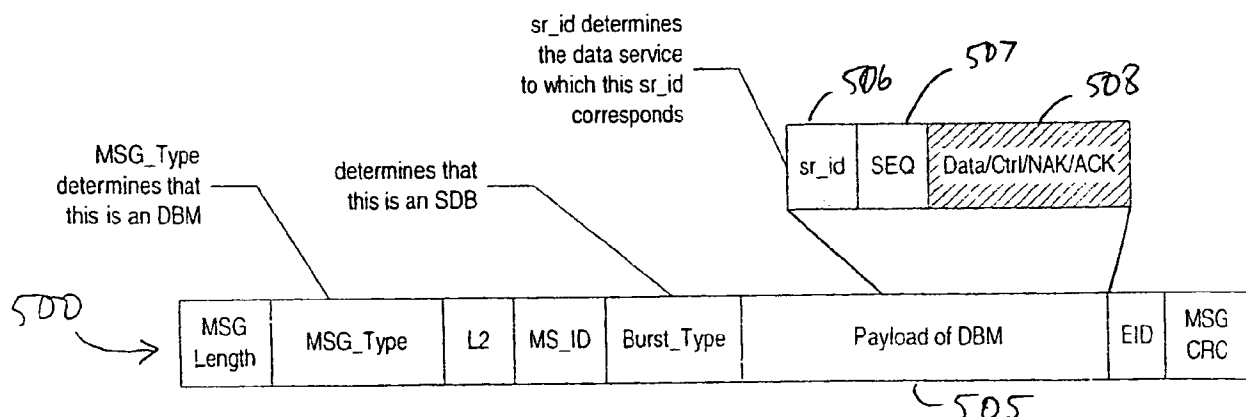 sr_id determines
the data service
to which this sr_id
corresponds
506
507
508
sr_id SEQ Data/Ctrl/NAK/ACK
MSG_Type
determines that
this is an DBM
determines that
this is an SDB
500
MSG Length MSG_Type L2 MS_ID Burst_Type Payload of DBM EID MSG CRC
505